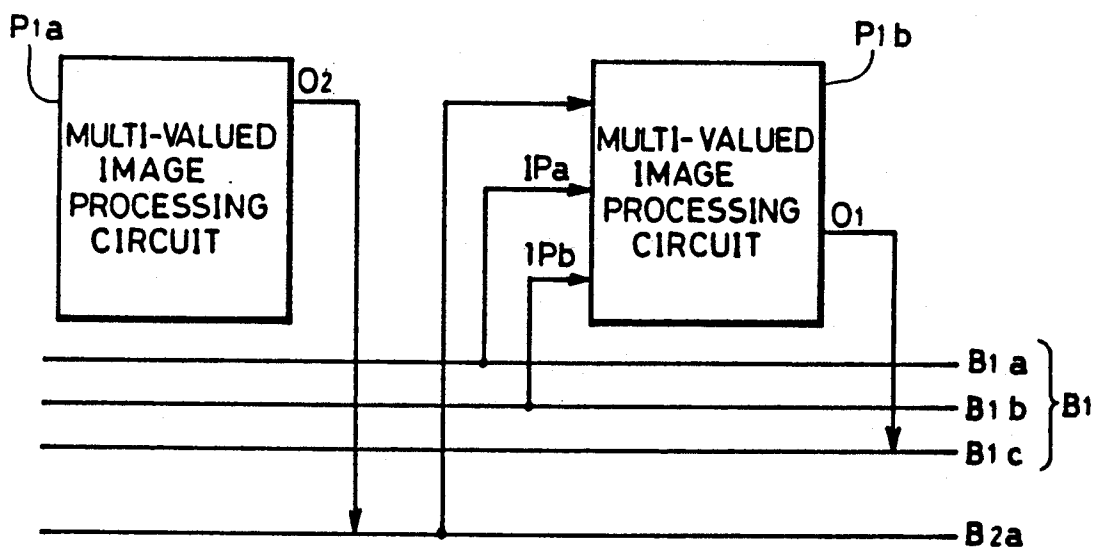 P1a
O2
MULTI-VALUED
IMAGE
PROCESSING
CIRCUIT
P1b
MULTI-VALUED
IMAGE
PROCESSING
CIRCUIT
IPa
IPb
O1
B1a
B1b
B1c
B1
B2a